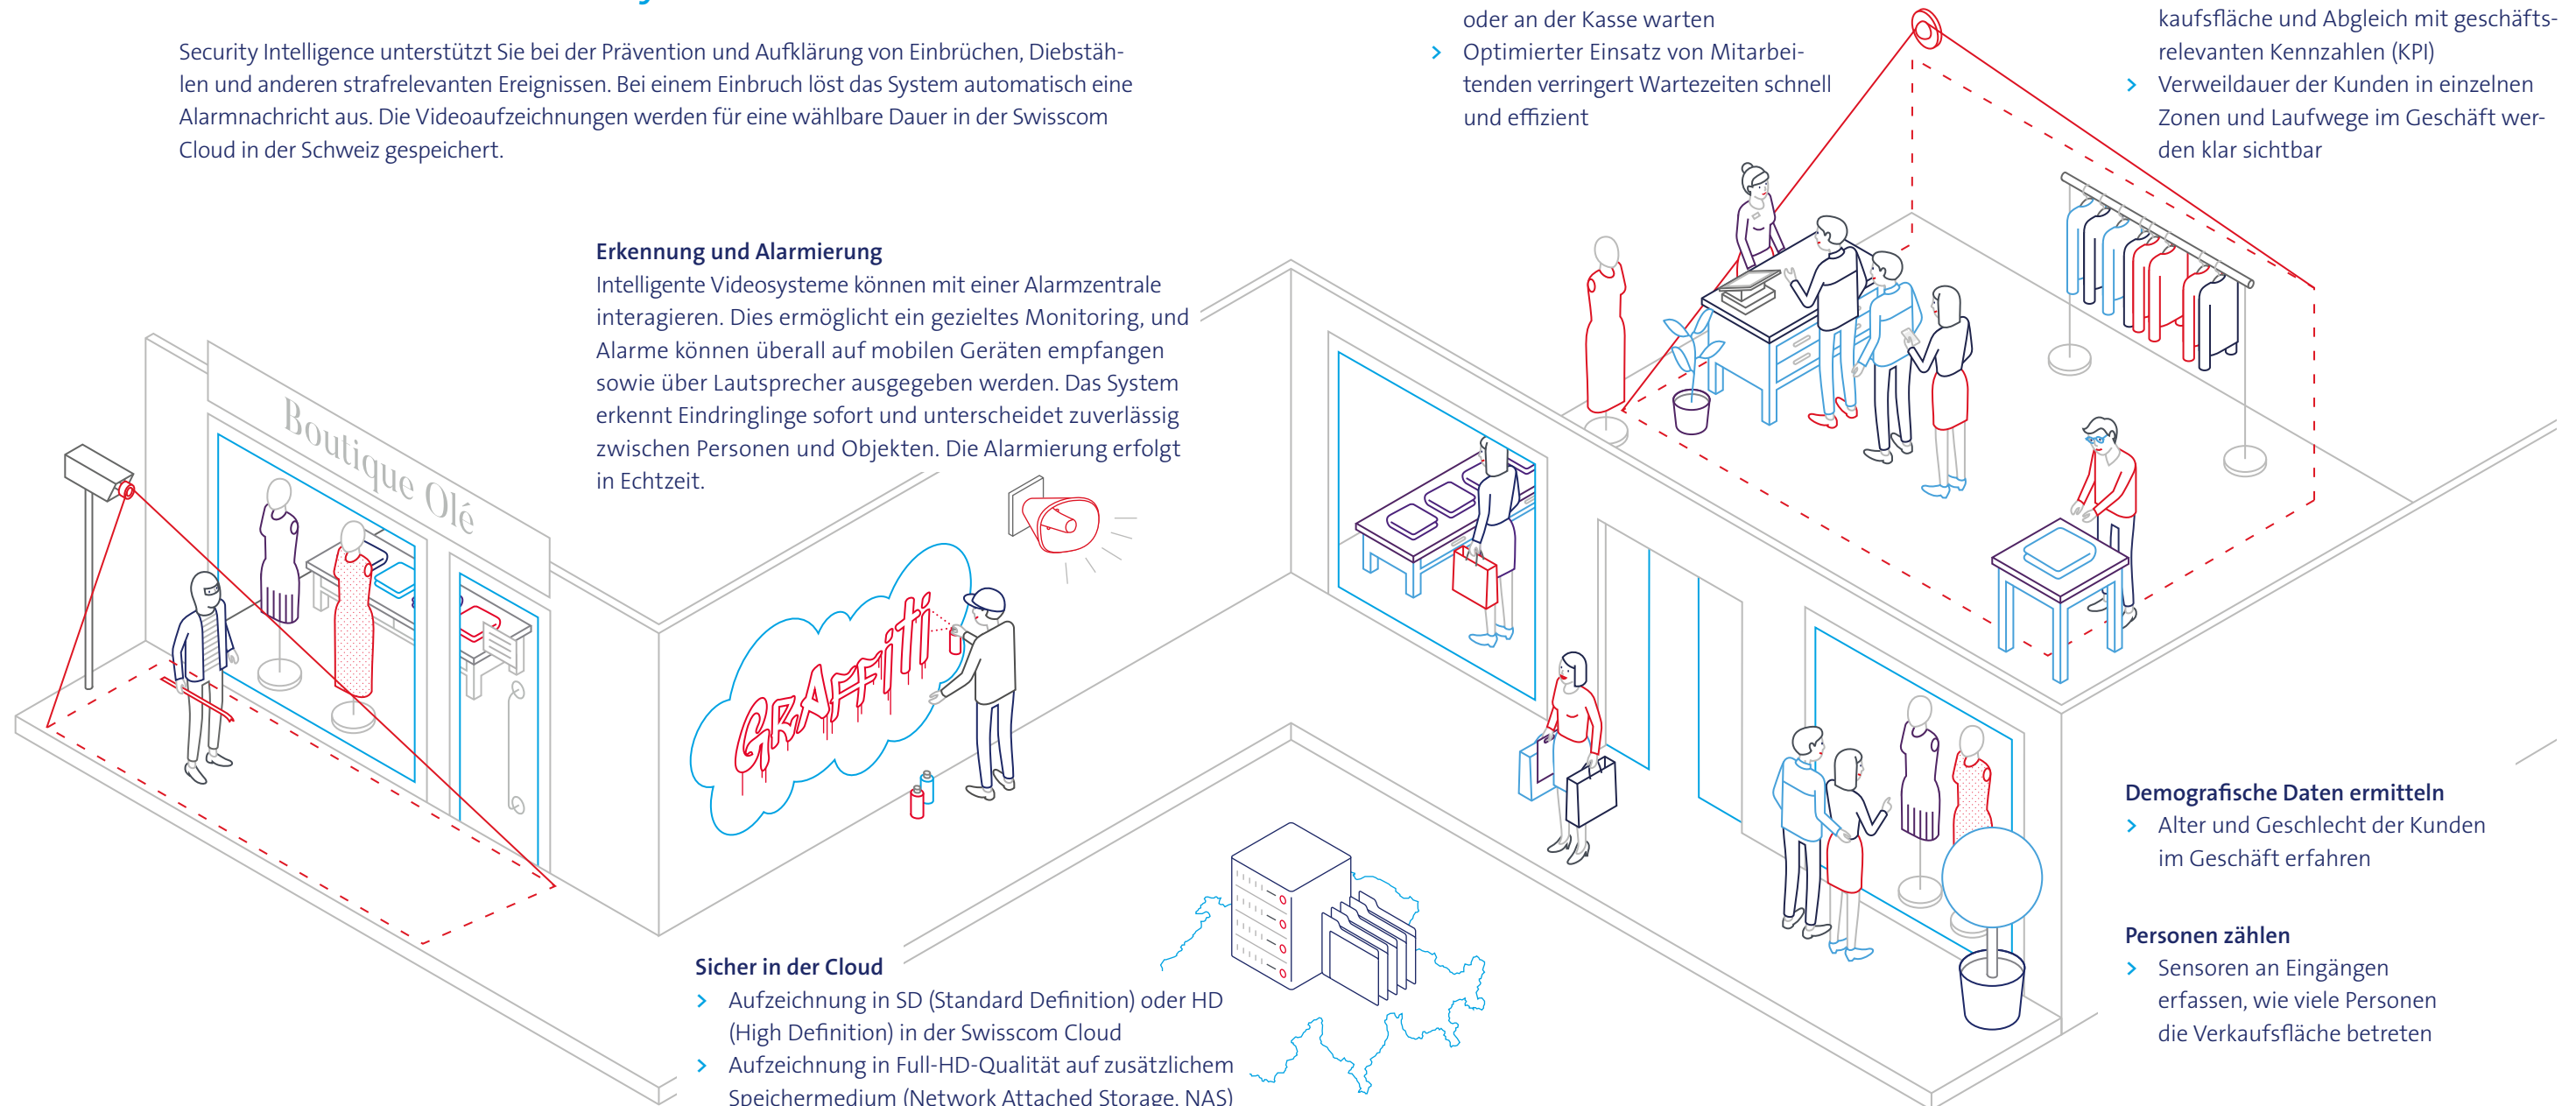 Security Intelligence unterstützt Sie bei der Prävention und Aufklärung von Einbrüchen, Diebstäh-
len und anderen strafrelevanten Ereignissen. Bei einem Einbruch löst das System automatisch eine
Alarmnachricht aus. Die Videoaufzeichnungen werden für eine wählbare Dauer in der Swisscom
Cloud in der Schweiz gespeichert.
oder an der Kasse warten
> Optimierter Einsatz von Mitarbei-
tenden verringert Wartezeiten schnell
und effizient
kaufsfläche und Abgleich mit geschäfts-
relevanten Kennzahlen (KPI)
> Verweildauer der Kunden in einzelnen
Zonen und Laufwege im Geschäft wer-
den klar sichtbar
Erkennung und Alarmierung
Intelligente Videosysteme können mit einer Alarmzentrale
interagieren. Dies ermöglicht ein gezieltes Monitoring, und
Alarme können überall auf mobilen Geräten empfangen
sowie über Lautsprecher ausgegeben werden. Das System
erkennt Eindringlinge sofort und unterscheidet zuverlässig
zwischen Personen und Objekten. Die Alarmierung erfolgt
in Echtzeit.
Boutique Olé
GRAFFiti
Sicher in der Cloud
> Aufzeichnung in SD (Standard Definition) oder HD
(High Definition) in der Swisscom Cloud
> Aufzeichnung in Full-HD-Qualität auf zusätzlichem
Speichermedium (Network Attached Storage, NAS)
Demografische Daten ermitteln
> Alter und Geschlecht der Kunden
im Geschäft erfahren
Personen zählen
> Sensoren an Eingängen
erfassen, wie viele Personen
die Verkaufsfläche betreten